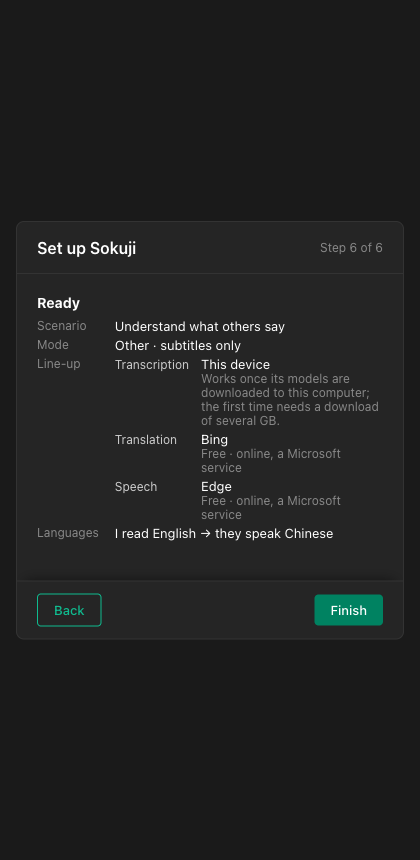 Set up Sokuji
Step 6 of 6
Ready
Scenario Understand what others say
Mode Other · subtitles only
Line-up Transcription This device
Works once its models are
downloaded to this computer;
the first time needs a download
of several GB.
Translation Bing
Free · online, a Microsoft
service
Speech Edge
Free · online, a Microsoft
service
Languages I read English → they speak Chinese
Back
Finish